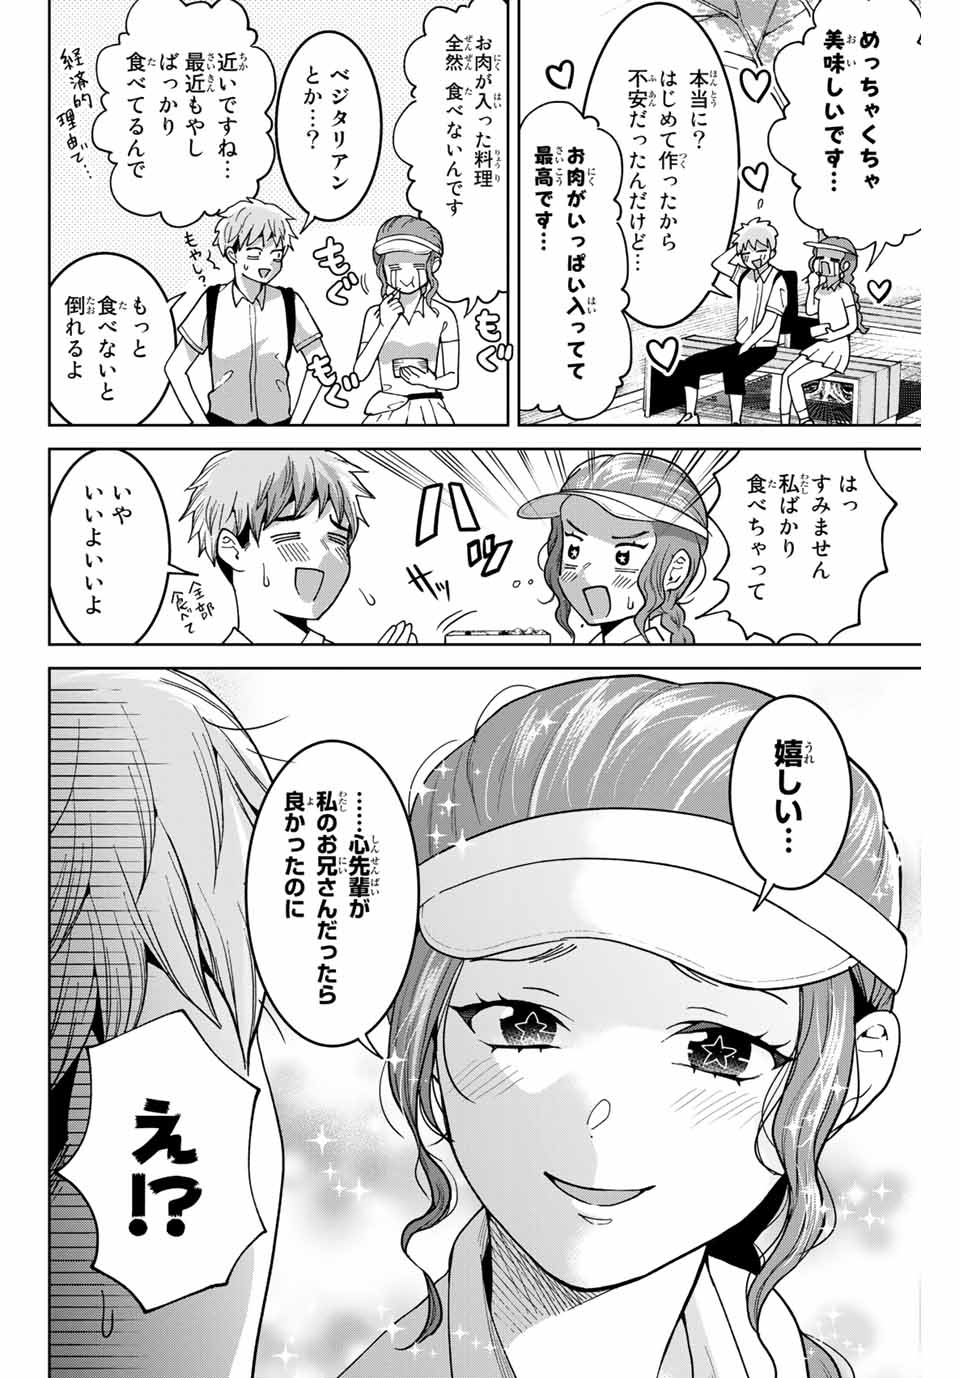 めっちゃくちゃ
美味しいです…
本当に?
はじめて作ったから
不安だったんだけど…
お肉がいっぱい入ってて
最高です…
お肉が入った料理
全然 食べないんです
ベジタリアン
とか…?
近いですね…
最近もやし
ばっかり
食べてるんで
経済的
理由で…
もやし?
もぐ
もぐ
もぐ
もぐ
もっと
食べないと
倒れるよ
はっ
すみません
私ばかり
食べちゃって
バッ
サッ
いや
いいよいいよ
全部
食べて
嬉しい…
……心先輩が
私のお兄さんだったら
良かったのに
え!?